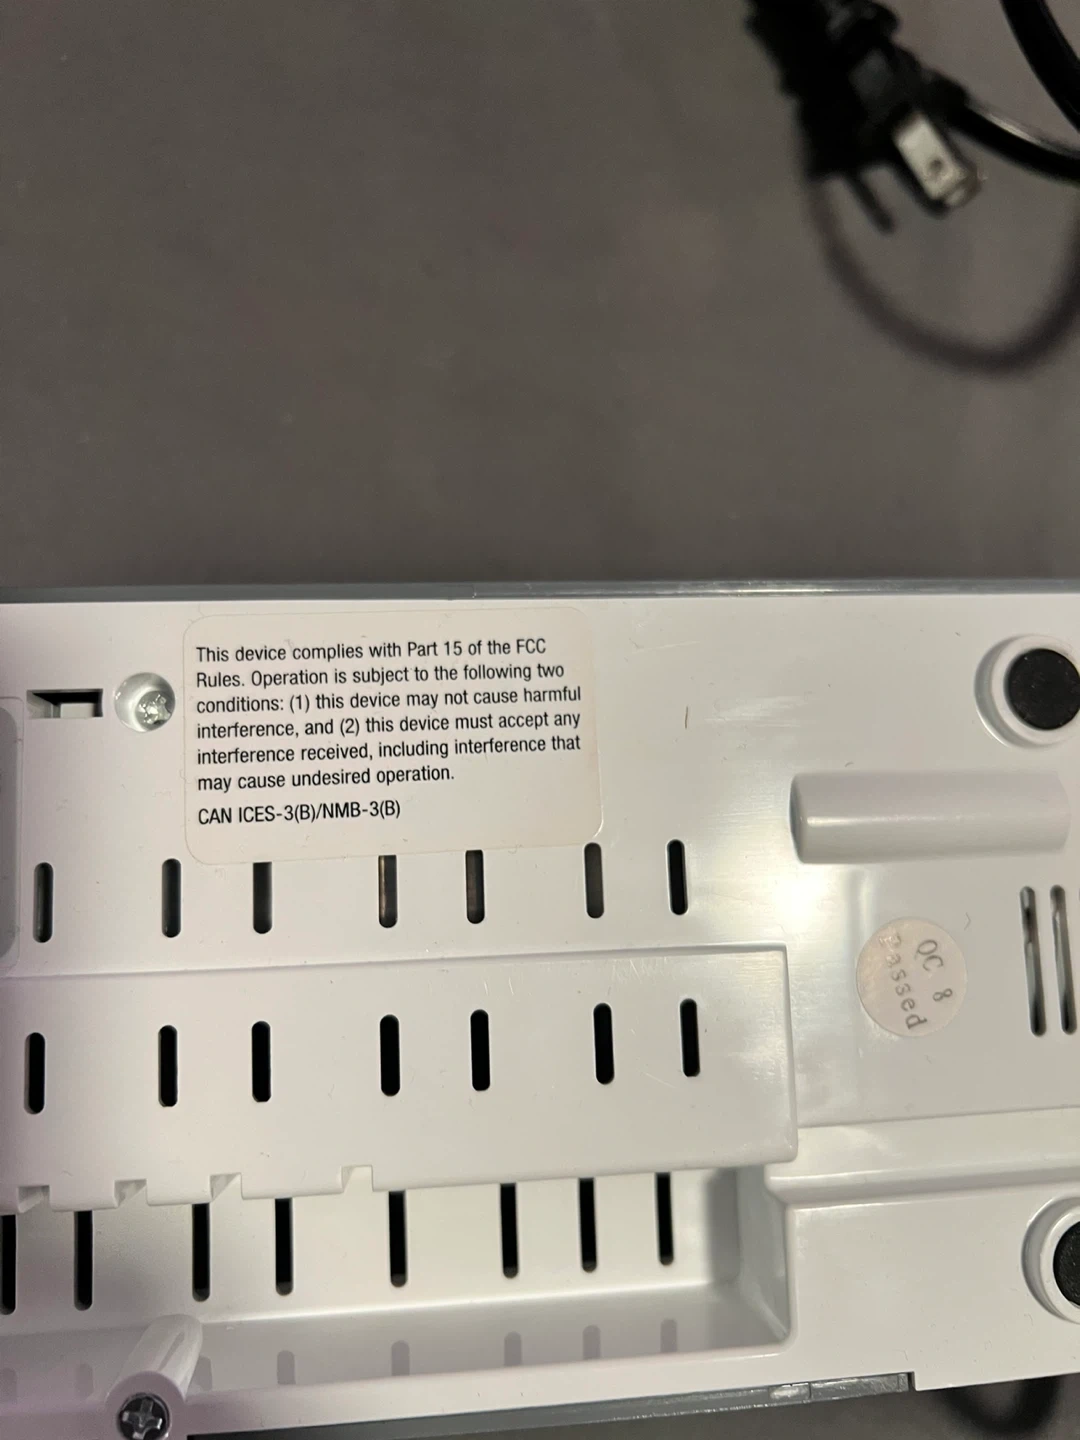 This device complies with Part 15 of the FCC
Rules. Operation is subject to the following two
conditions: (1) this device may not cause harmful
interference, and (2) this device must accept any
interference received, including interference that
may cause undesired operation.
CAN ICES-3(B)/NMB-3(B)
QC 8
Passed